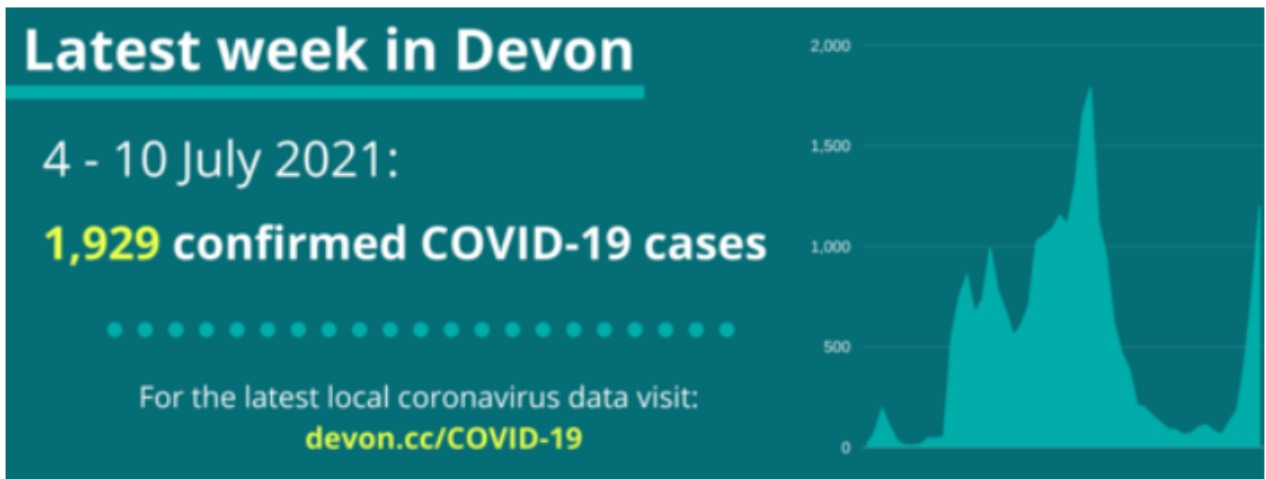 Latest week in Devon
4 - 10 July 2021:
1,929 confirmed COVID-19 cases
For the latest local coronavirus data visit:
devon.cc/COVID-19
2,000
1,500
1,000
500
0